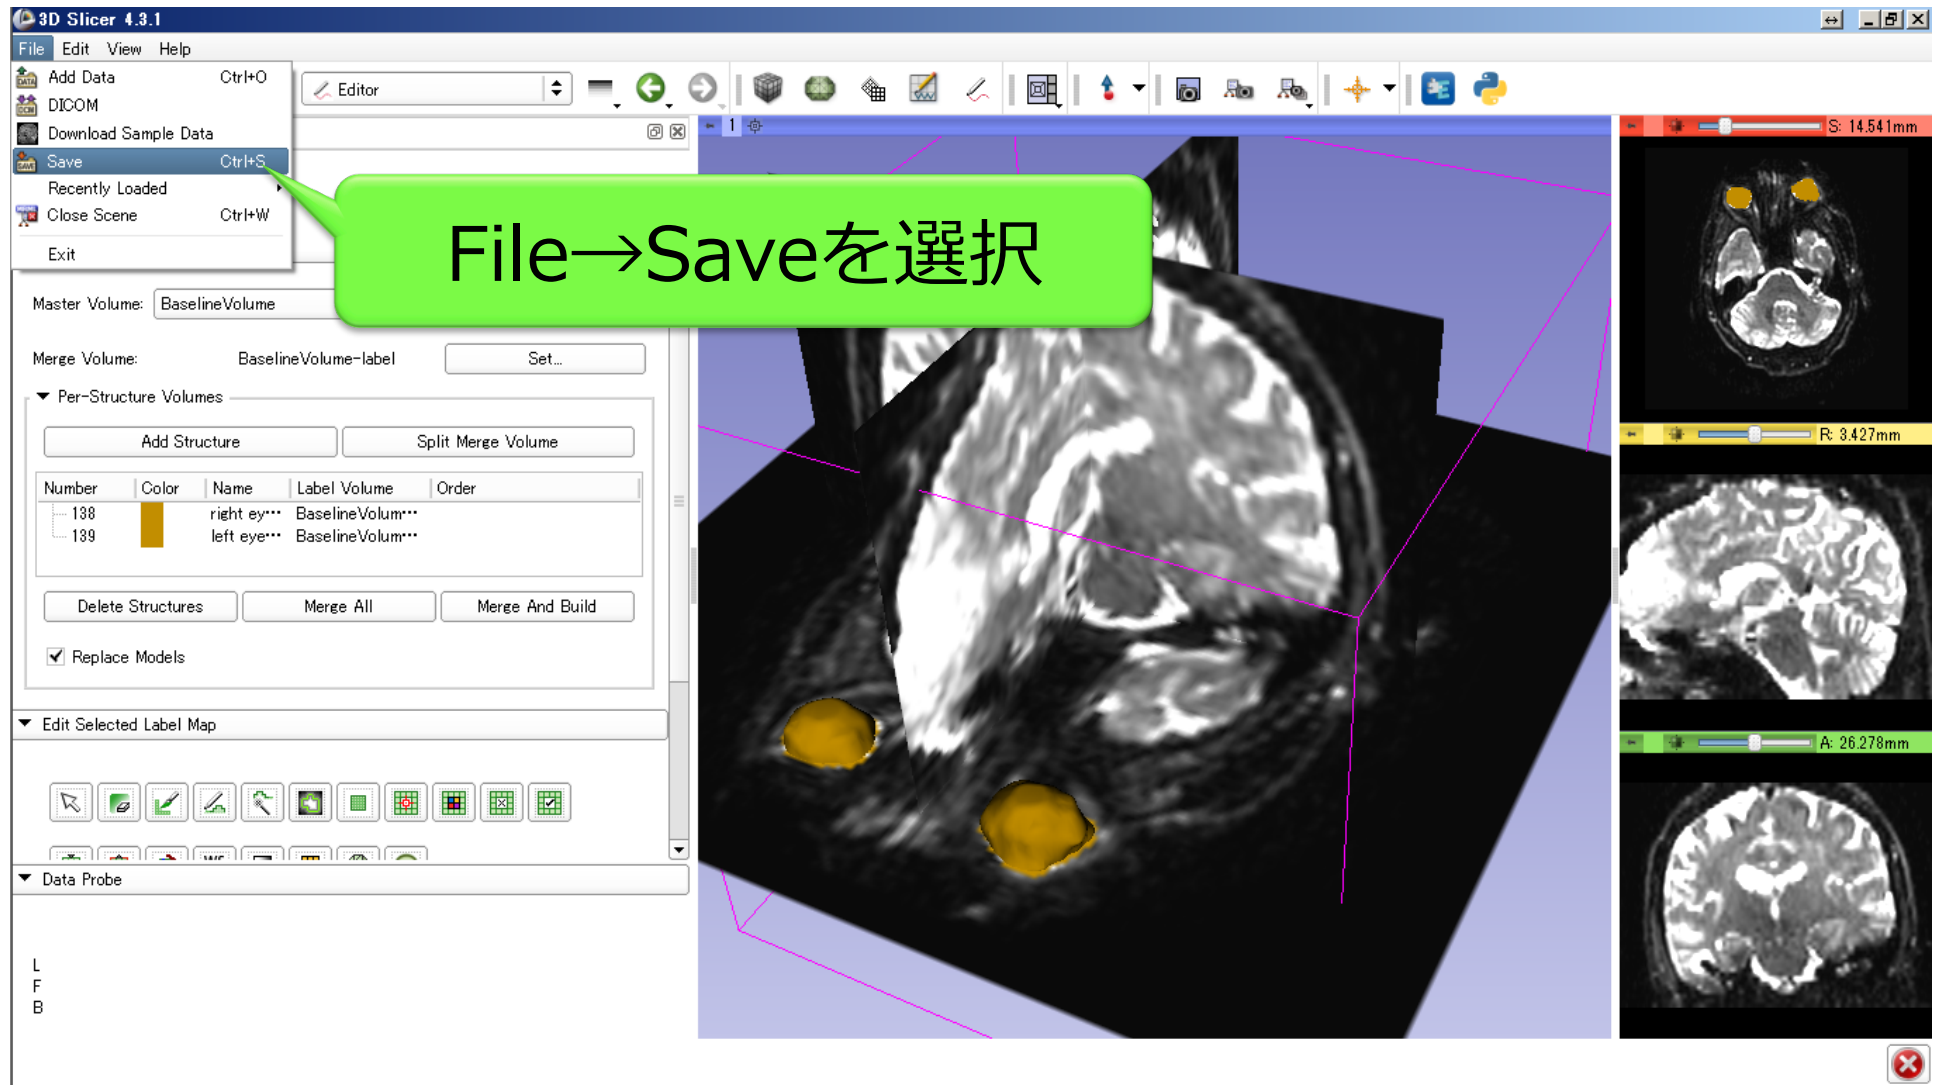 3D Slicer 4.3.1
File Edit View Help
Add Data Ctrl+O
DICOM
Download Sample Data
Save Ctrl+S
Recently Loaded
Close Scene Ctrl+W
Exit
Editor
1
File→Saveを選択
Master Volume: BaselineVolume
Merge Volume: BaselineVolume-label Set...
Per-Structure Volumes
Add Structure Split Merge Volume
Number Color Name Label Volume Order
138 right ey… BaselineVolum…
139 left eye… BaselineVolum…
Delete Structures Merge All Merge And Build
Replace Models
Edit Selected Label Map
Data Probe
L
F
B
S: 14.541mm
R: 3.427mm
A: 26.278mm